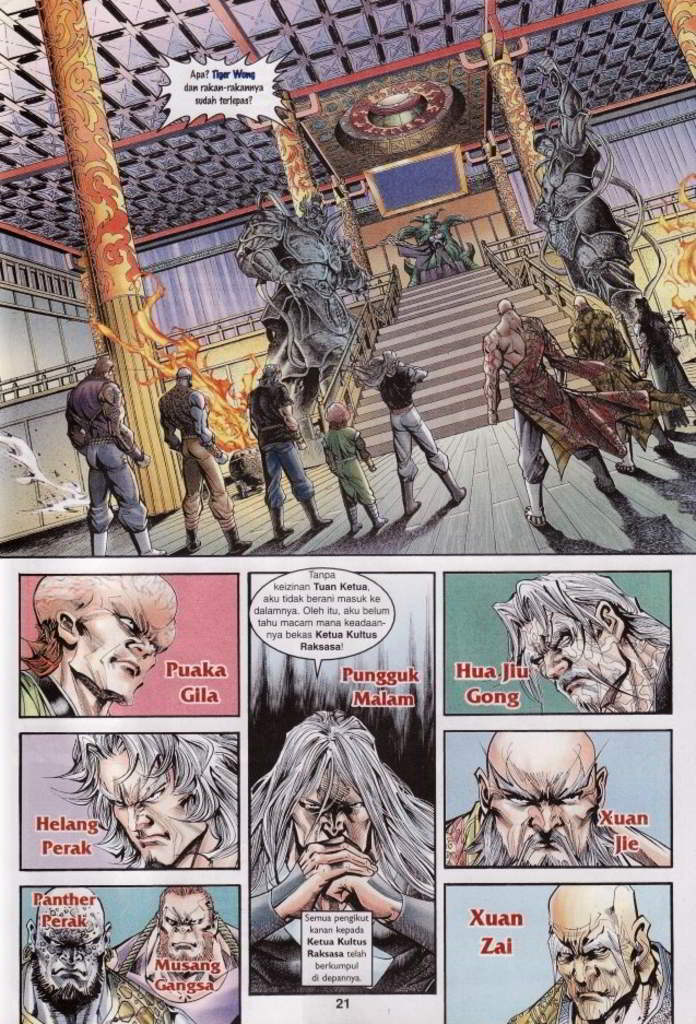 Apa? Tiger Wong
dan rakan-rakannya
sudah terlepas?
Puaka
Gila
Tanpa
keizinan Tuan Ketua,
aku tidak berani masuk ke
dalamnya. Oleh itu, aku belum
tahu macam mana keadaan-
nya bekas Ketua Kultus
Raksasa!
Pungguk
Malam
Hua Jiu
Gong
Helang
Perak
Xuan
Jie
Panther
Perak
Musang
Gangsa
Semua pengikut
kanan kepada
Ketua Kultus
Raksasa telah
berkumpul
di depannya.
Xuan
Zai
21